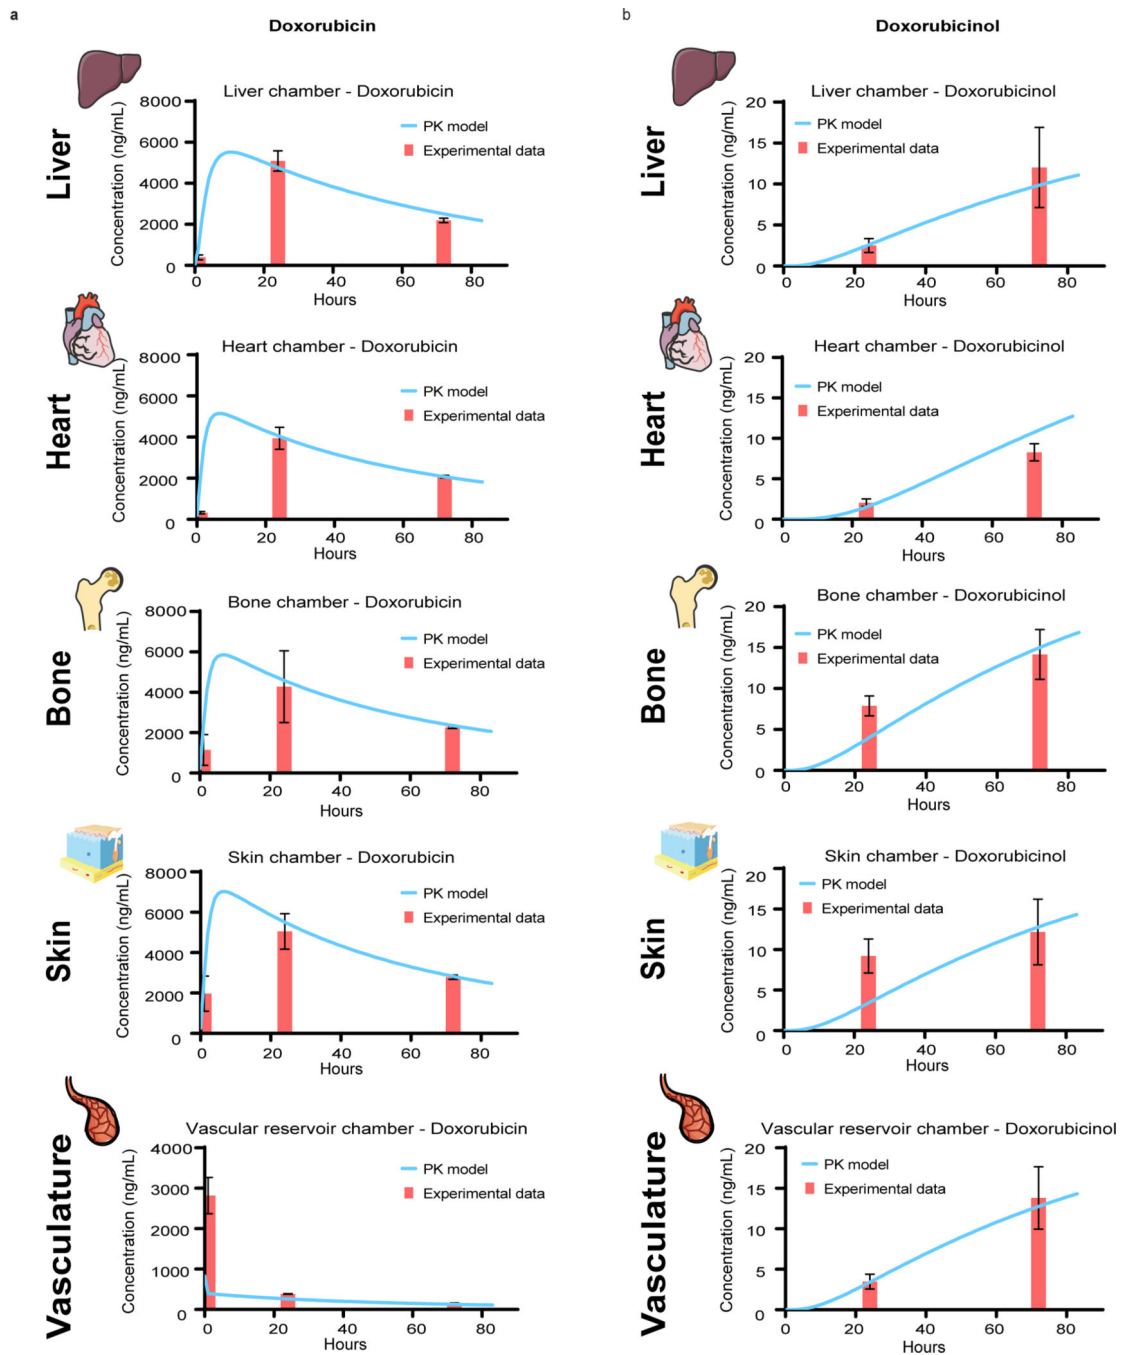 a
Doxorubicin
Liver
Liver chamber - Doxorubicin
Concentration (ng/mL)
8000
6000
4000
2000
0
PK model
Experimental data
0 20 40 60 80
Hours
Heart
Heart chamber - Doxorubicin
Concentration (ng/mL)
8000
6000
4000
2000
0
PK model
Experimental data
0 20 40 60 80
Hours
Bone
Bone chamber - Doxorubicin
Concentration (ng/mL)
8000
6000
4000
2000
0
PK model
Experimental data
0 20 40 60 80
Hours
Skin
Skin chamber - Doxorubicin
Concentration (ng/mL)
8000
6000
4000
2000
0
PK model
Experimental data
0 20 40 60 80
Hours
Vasculature
Vascular reservoir chamber - Doxorubicin
Concentration (ng/mL)
4000
3000
2000
1000
0
PK model
Experimental data
0 20 40 60 80
Hours
b
Doxorubicinol
Liver
Liver chamber - Doxorubicinol
Concentration (ng/mL)
20
15
10
5
0
PK model
Experimental data
0 20 40 60 80
Hours
Heart
Heart chamber - Doxorubicinol
Concentration (ng/mL)
20
15
10
5
0
PK model
Experimental data
0 20 40 60 80
Hours
Bone
Bone chamber - Doxorubicinol
Concentration (ng/mL)
20
15
10
5
0
PK model
Experimental data
0 20 40 60 80
Hours
Skin
Skin chamber - Doxorubicinol
Concentration (ng/mL)
20
15
10
5
0
PK model
Experimental data
0 20 40 60 80
Hours
Vasculature
Vascular reservoir chamber - Doxorubicinol
Concentration (ng/mL)
20
15
10
5
0
PK model
Experimental data
0 20 40 60 80
Hours